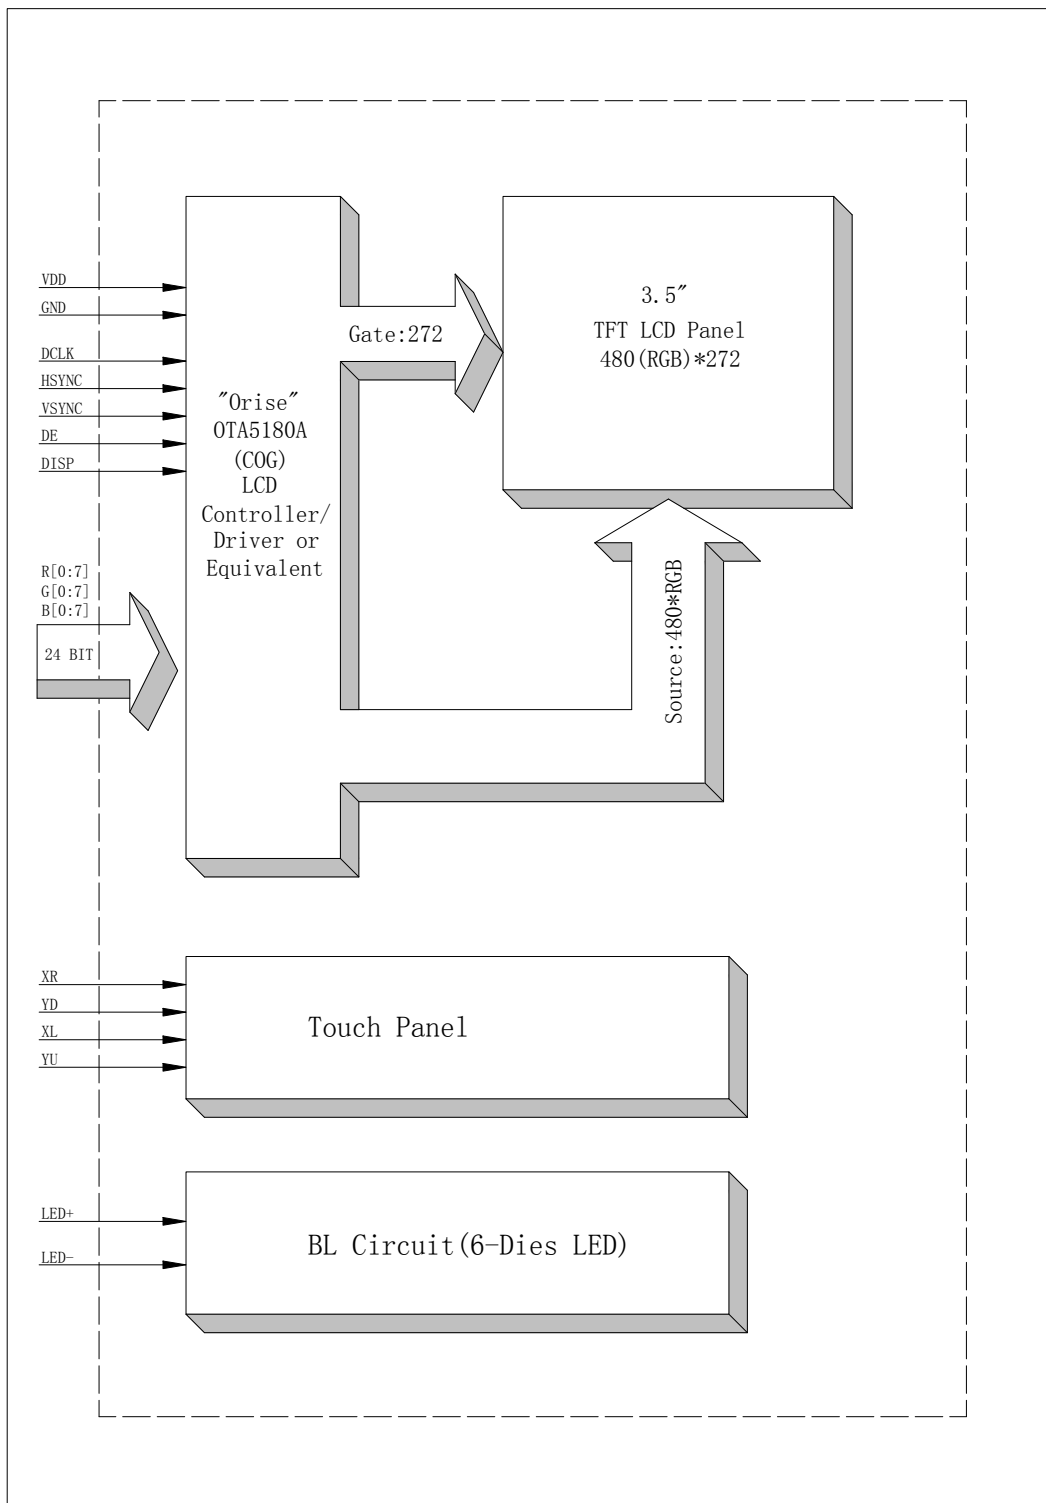 VDD
GND
DCLK
HSYNC
VSYNC
DE
DISP
R[0:7]
G[0:7]
B[0:7]
24 BIT
"Orise"
OTA5180A
(COG)
LCD
Controller/
Driver or
Equivalent
Gate:272
3.5"
TFT LCD Panel
480(RGB)*272
Source:480*RGB
XR
YD
XL
YU
Touch Panel
LED+
LED-
BL Circuit(6-Dies LED)